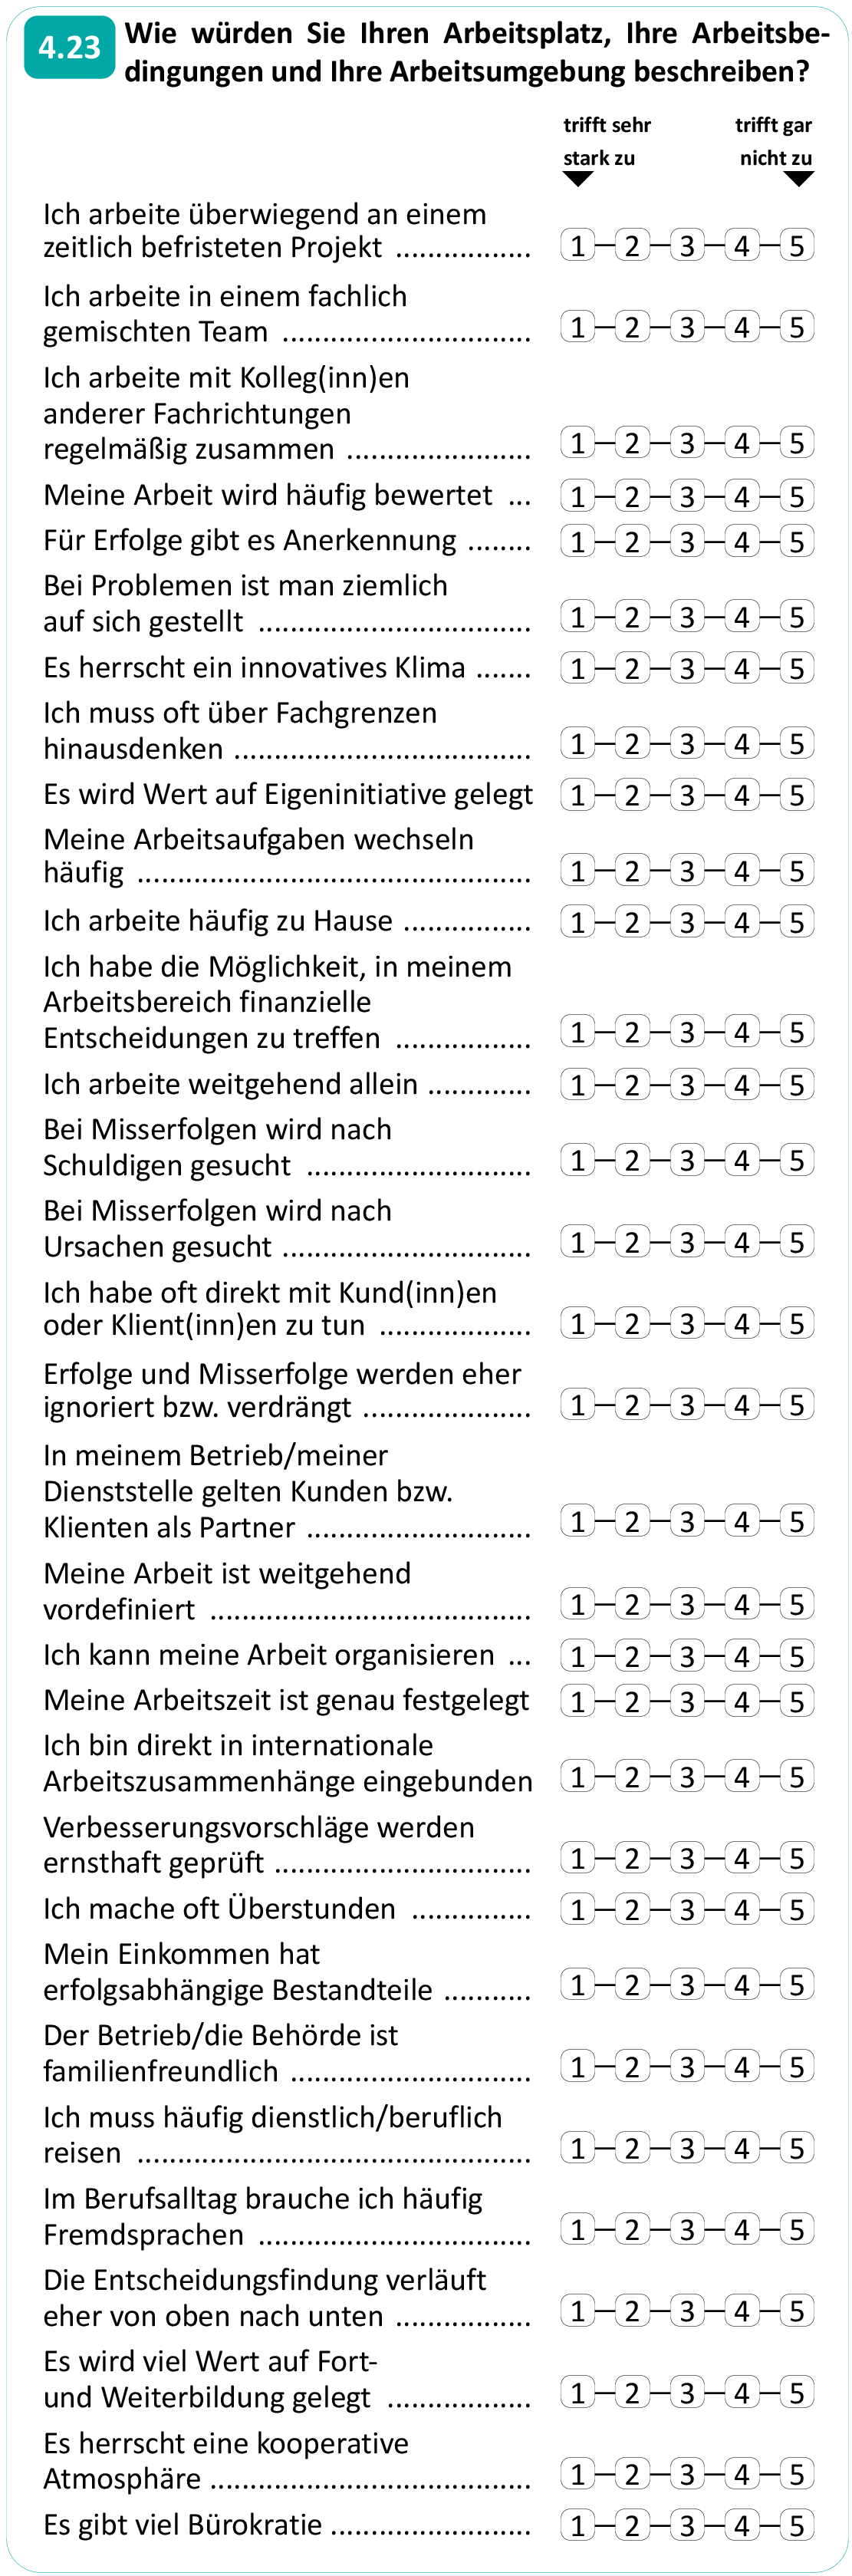 4.23 Wie würden Sie Ihren Arbeitsplatz, Ihre Arbeitsbe-
dingungen und Ihre Arbeitsumgebung beschreiben?
trifft sehr trifft gar
stark zu nicht zu
Ich arbeite überwiegend an einem
zeitlich befristeten Projekt ................. 1 2 3 4 5
Ich arbeite in einem fachlich
gemischten Team ............................... 1 2 3 4 5
Ich arbeite mit Kolleg(inn)en
anderer Fachrichtungen
regelmäßig zusammen ....................... 1 2 3 4 5
Meine Arbeit wird häufig bewertet ... 1 2 3 4 5
Für Erfolge gibt es Anerkennung ........ 1 2 3 4 5
Bei Problemen ist man ziemlich
auf sich gestellt .................................. 1 2 3 4 5
Es herrscht ein innovatives Klima ....... 1 2 3 4 5
Ich muss oft über Fachgrenzen
hinausdenken ..................................... 1 2 3 4 5
Es wird Wert auf Eigeninitiative gelegt 1 2 3 4 5
Meine Arbeitsaufgaben wechseln
häufig ................................................. 1 2 3 4 5
Ich arbeite häufig zu Hause ................ 1 2 3 4 5
Ich habe die Möglichkeit, in meinem
Arbeitsbereich finanzielle
Entscheidungen zu treffen ................. 1 2 3 4 5
Ich arbeite weitgehend allein ............. 1 2 3 4 5
Bei Misserfolgen wird nach
Schuldigen gesucht ............................ 1 2 3 4 5
Bei Misserfolgen wird nach
Ursachen gesucht ............................... 1 2 3 4 5
Ich habe oft direkt mit Kund(inn)en
oder Klient(inn)en zu tun ................... 1 2 3 4 5
Erfolge und Misserfolge werden eher
ignoriert bzw. verdrängt ..................... 1 2 3 4 5
In meinem Betrieb/meiner
Dienststelle gelten Kunden bzw.
Klienten als Partner ............................ 1 2 3 4 5
Meine Arbeit ist weitgehend
vordefiniert ........................................ 1 2 3 4 5
Ich kann meine Arbeit organisieren ... 1 2 3 4 5
Meine Arbeitszeit ist genau festgelegt 1 2 3 4 5
Ich bin direkt in internationale
Arbeitszusammenhänge eingebunden 1 2 3 4 5
Verbesserungsvorschläge werden
ernsthaft geprüft ................................ 1 2 3 4 5
Ich mache oft Überstunden ............... 1 2 3 4 5
Mein Einkommen hat
erfolgsabhängige Bestandteile ........... 1 2 3 4 5
Der Betrieb/die Behörde ist
familienfreundlich .............................. 1 2 3 4 5
Ich muss häufig dienstlich/beruflich
reisen ................................................. 1 2 3 4 5
Im Berufsalltag brauche ich häufig
Fremdsprachen .................................. 1 2 3 4 5
Die Entscheidungsfindung verläuft
eher von oben nach unten ................. 1 2 3 4 5
Es wird viel Wert auf Fort-
und Weiterbildung gelegt .................. 1 2 3 4 5
Es herrscht eine kooperative
Atmosphäre ........................................ 1 2 3 4 5
Es gibt viel Bürokratie ......................... 1 2 3 4 5